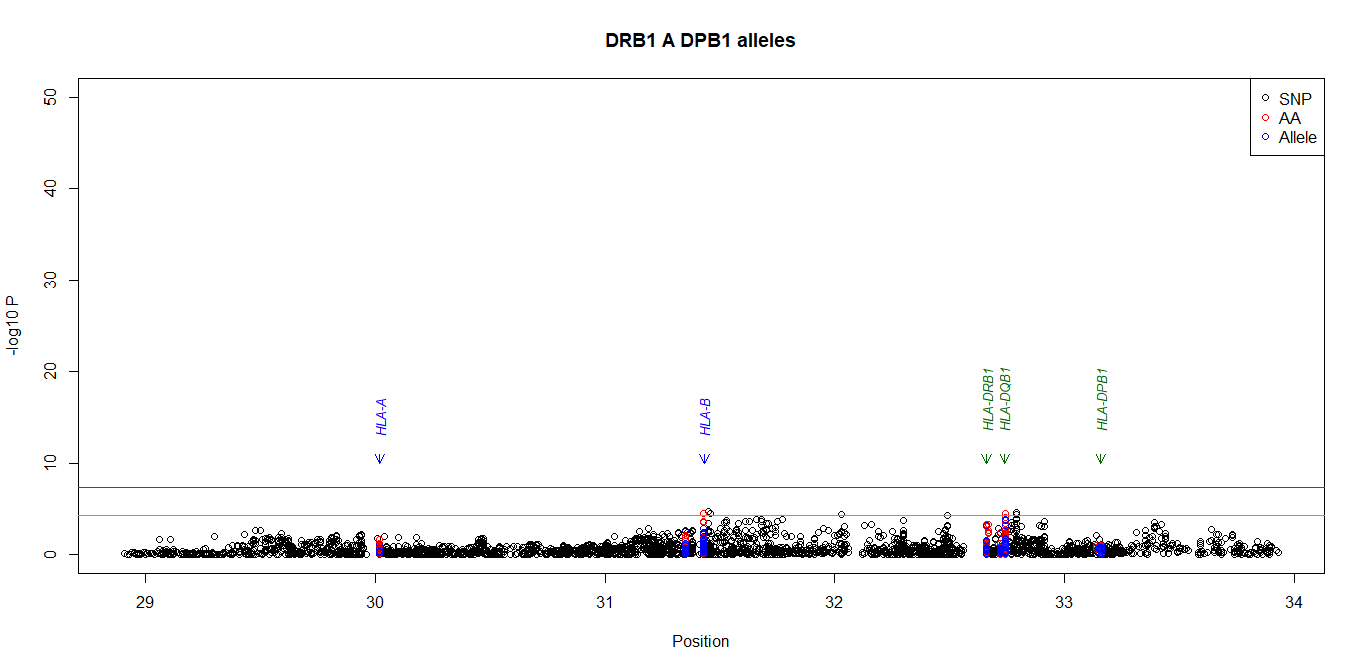 DRB1 A DPB1 alleles
SNP
AA
Allele
50
40
30
20
10
0
-log10 P
HLA-A
HLA-B
HLA-DRB1
HLA-DQB1
HLA-DPB1
29 30 31 32 33 34
Position